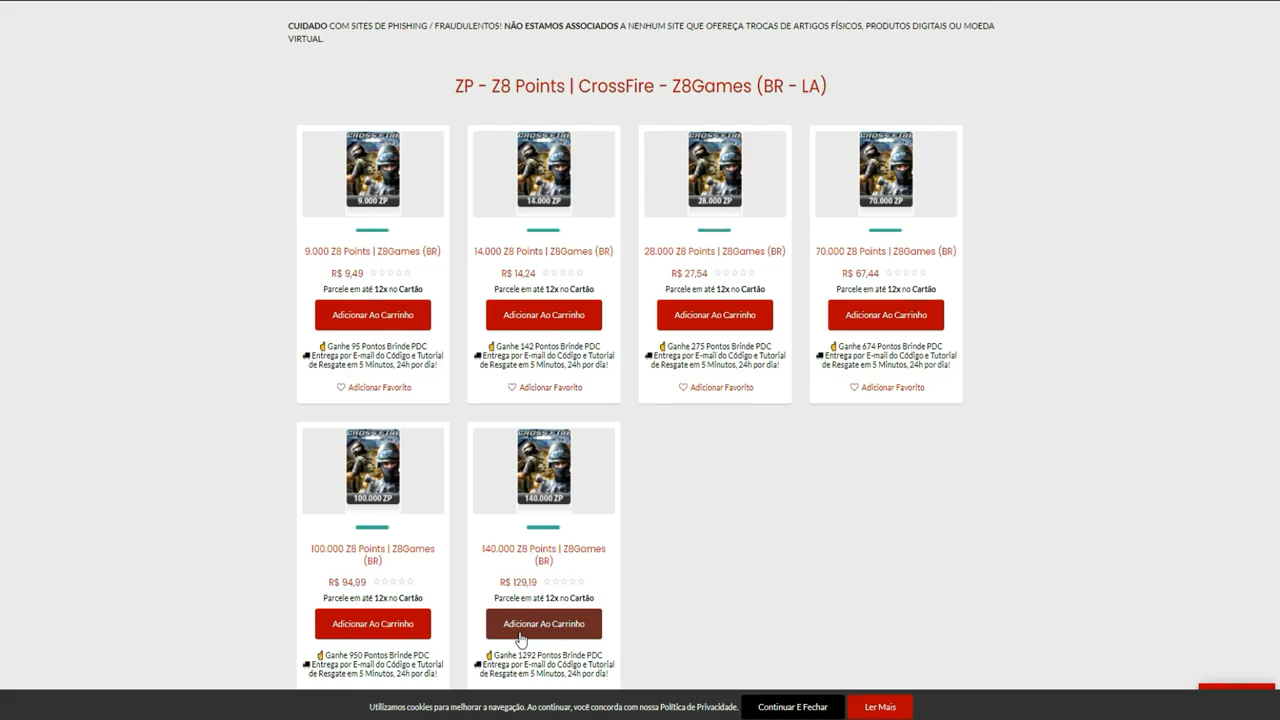 CUIDADO COM SITES DE PHISHING / FRAUDULENTOS! NÃO ESTAMOS ASSOCIADOS A NENHUM SITE QUE OFEREÇA TROCAS DE ARTIGOS FÍSICOS, PRODUTOS DIGITAIS OU MOEDA
VIRTUAL.
ZP - Z8 Points | CrossFire - Z8Games (BR - LA)
CROSS FIRE
9.000 ZP
9.000 Z8 Points | Z8Games (BR)
R$ 9,49
Parcele em até 12x no Cartão
Adicionar Ao Carrinho
Ganhe 95 Pontos Brinde PDC
Entrega por E-mail do Código e Tutorial
de Resgate em 5 Minutos, 24h por dia!
Adicionar Favorito
CROSS FIRE
14.000 ZP
14.000 Z8 Points | Z8Games (BR)
R$ 14,24
Parcele em até 12x no Cartão
Adicionar Ao Carrinho
Ganhe 142 Pontos Brinde PDC
Entrega por E-mail do Código e Tutorial
de Resgate em 5 Minutos, 24h por dia!
Adicionar Favorito
CROSS FIRE
28.000 ZP
28.000 Z8 Points | Z8Games (BR)
R$ 27,54
Parcele em até 12x no Cartão
Adicionar Ao Carrinho
Ganhe 275 Pontos Brinde PDC
Entrega por E-mail do Código e Tutorial
de Resgate em 5 Minutos, 24h por dia!
Adicionar Favorito
CROSS FIRE
70.000 ZP
70.000 Z8 Points | Z8Games (BR)
R$ 67,44
Parcele em até 12x no Cartão
Adicionar Ao Carrinho
Ganhe 674 Pontos Brinde PDC
Entrega por E-mail do Código e Tutorial
de Resgate em 5 Minutos, 24h por dia!
Adicionar Favorito
CROSS FIRE
100.000 ZP
100.000 Z8 Points | Z8Games
(BR)
R$ 94,99
Parcele em até 12x no Cartão
Adicionar Ao Carrinho
Ganhe 950 Pontos Brinde PDC
Entrega por E-mail do Código e Tutorial
de Resgate em 5 Minutos, 24h por dia!
CROSS FIRE
140.000 ZP
140.000 Z8 Points | Z8Games
(BR)
R$ 129,19
Parcele em até 12x no Cartão
Adicionar Ao Carrinho
Ganhe 1292 Pontos Brinde PDC
Entrega por E-mail do Código e Tutorial
de Resgate em 5 Minutos, 24h por dia!
Utilizamos cookies para melhorar a navegação. Ao continuar, você concorda com nossa Política de Privacidade.
Continuar E Fechar
Ler Mais